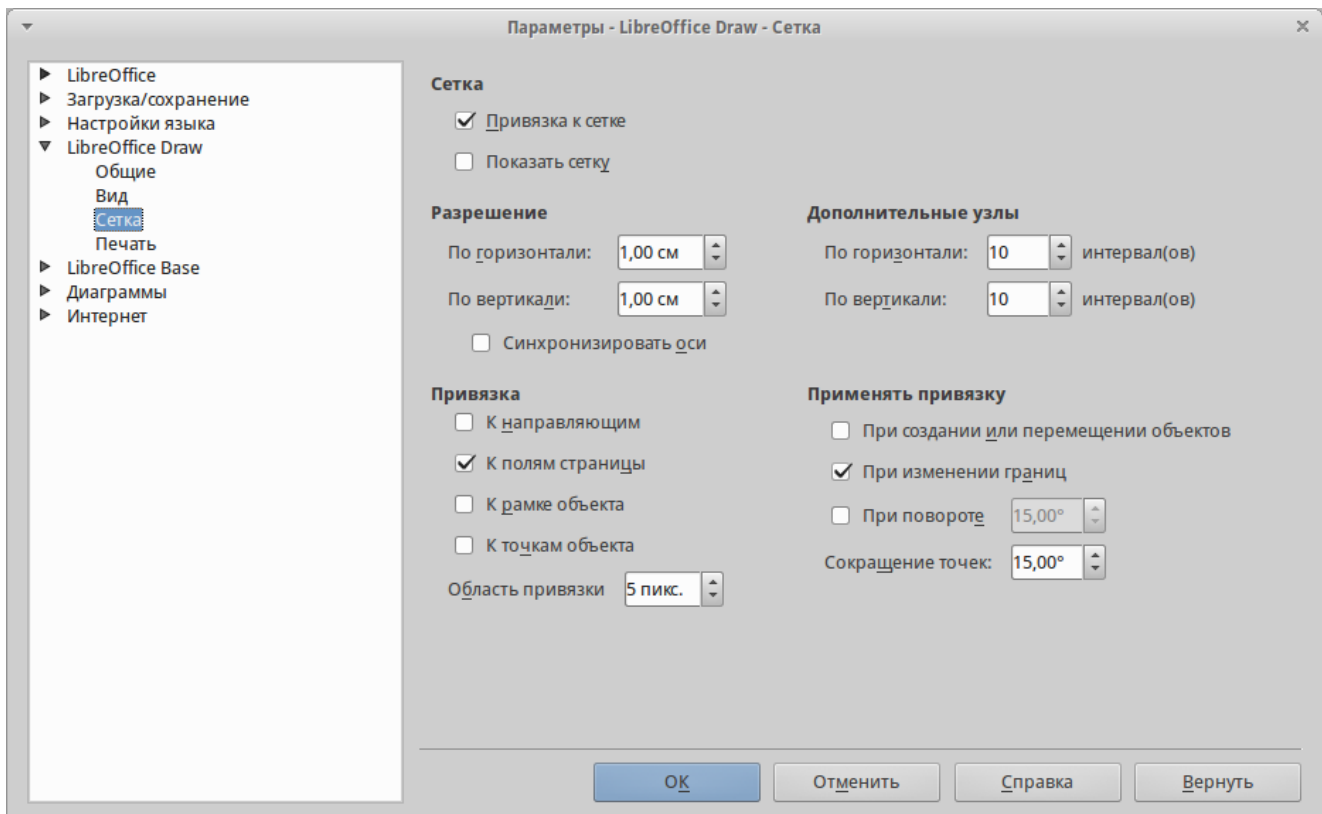 Параметры - LibreOffice Draw - Сетка
LibreOffice
Загрузка/сохранение
Настройки языка
LibreOffice Draw
Общие
Вид
Сетка
Печать
LibreOffice Base
Диаграммы
Интернет
Сетка
Привязка к сетке
Показать сетку
Разрешение
По горизонтали: 1,00 см
По вертикали: 1,00 см
Синхронизировать оси
Дополнительные узлы
По горизонтали: 10 интервал(ов)
По вертикали: 10 интервал(ов)
Привязка
К направляющим
К полям страницы
К рамке объекта
К точкам объекта
Область привязки 5 пикс.
Применять привязку
При создании или перемещении объектов
При изменении границ
При повороте 15,00°
Сокращение точек: 15,00°
ОК Отменить Справка Вернуть